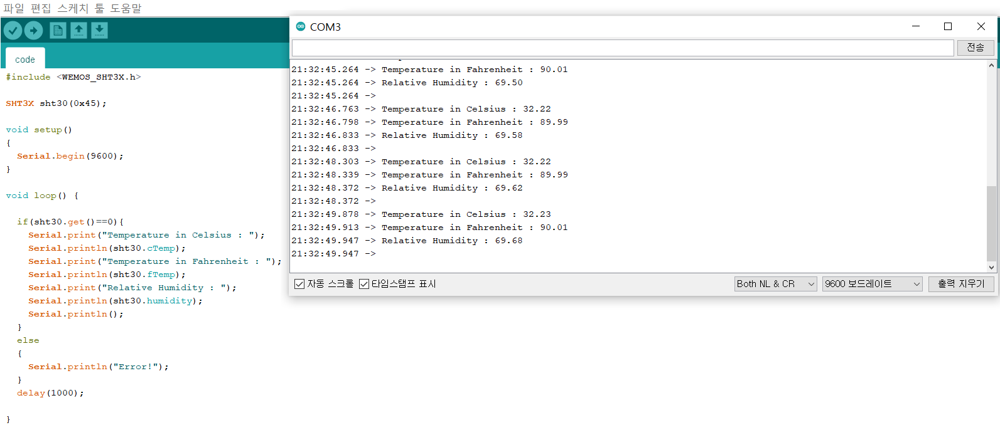 파일 편집 스케치 툴 도움말
code
#include <WEMOS_SHT3X.h>
SHT3X sht30(0x45);
void setup()
{
  Serial.begin(9600);
}
void loop() {
  if(sht30.get()==0){
    Serial.print("Temperature in Celsius : ");
    Serial.println(sht30.cTemp);
    Serial.print("Temperature in Fahrenheit : ");
    Serial.println(sht30.fTemp);
    Serial.print("Relative Humidity : ");
    Serial.println(sht30.humidity);
    Serial.println();
  }
  else
  {
    Serial.println("Error!");
  }
  delay(1000);
}
COM3
전송
21:32:45.264 -> Temperature in Fahrenheit : 90.01
21:32:45.264 -> Relative Humidity : 69.50
21:32:45.264 ->
21:32:46.763 -> Temperature in Celsius : 32.22
21:32:46.798 -> Temperature in Fahrenheit : 89.99
21:32:46.833 -> Relative Humidity : 69.58
21:32:46.833 ->
21:32:48.303 -> Temperature in Celsius : 32.22
21:32:48.339 -> Temperature in Fahrenheit : 89.99
21:32:48.372 -> Relative Humidity : 69.62
21:32:48.372 ->
21:32:49.878 -> Temperature in Celsius : 32.23
21:32:49.913 -> Temperature in Fahrenheit : 90.01
21:32:49.947 -> Relative Humidity : 69.68
21:32:49.947 ->
자동 스크롤 타임스탬프 표시 Both NL & CR 9600 보드레이트 출력 지우기